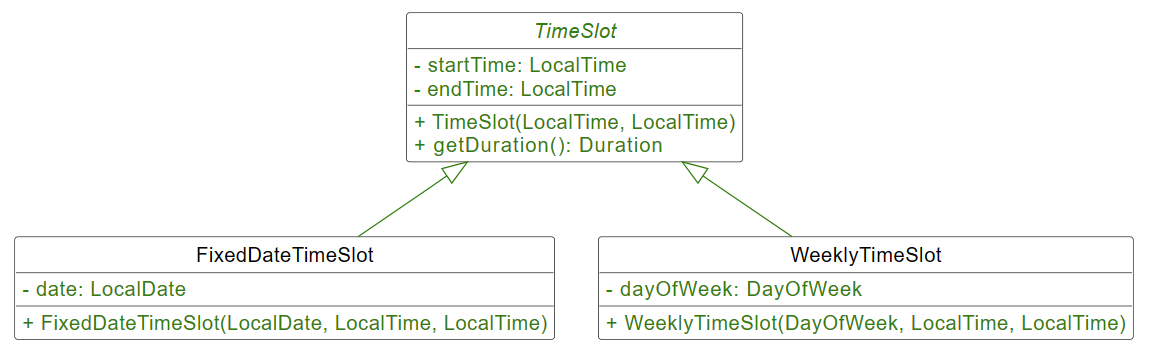 TimeSlot
- startTime: LocalTime
- endTime: LocalTime
+ TimeSlot(LocalTime, LocalTime)
+ getDuration(): Duration
FixedDateTimeSlot
- date: LocalDate
+ FixedDateTimeSlot(LocalDate, LocalTime, LocalTime)
WeeklyTimeSlot
- dayOfWeek: DayOfWeek
+ WeeklyTimeSlot(DayOfWeek, LocalTime, LocalTime)